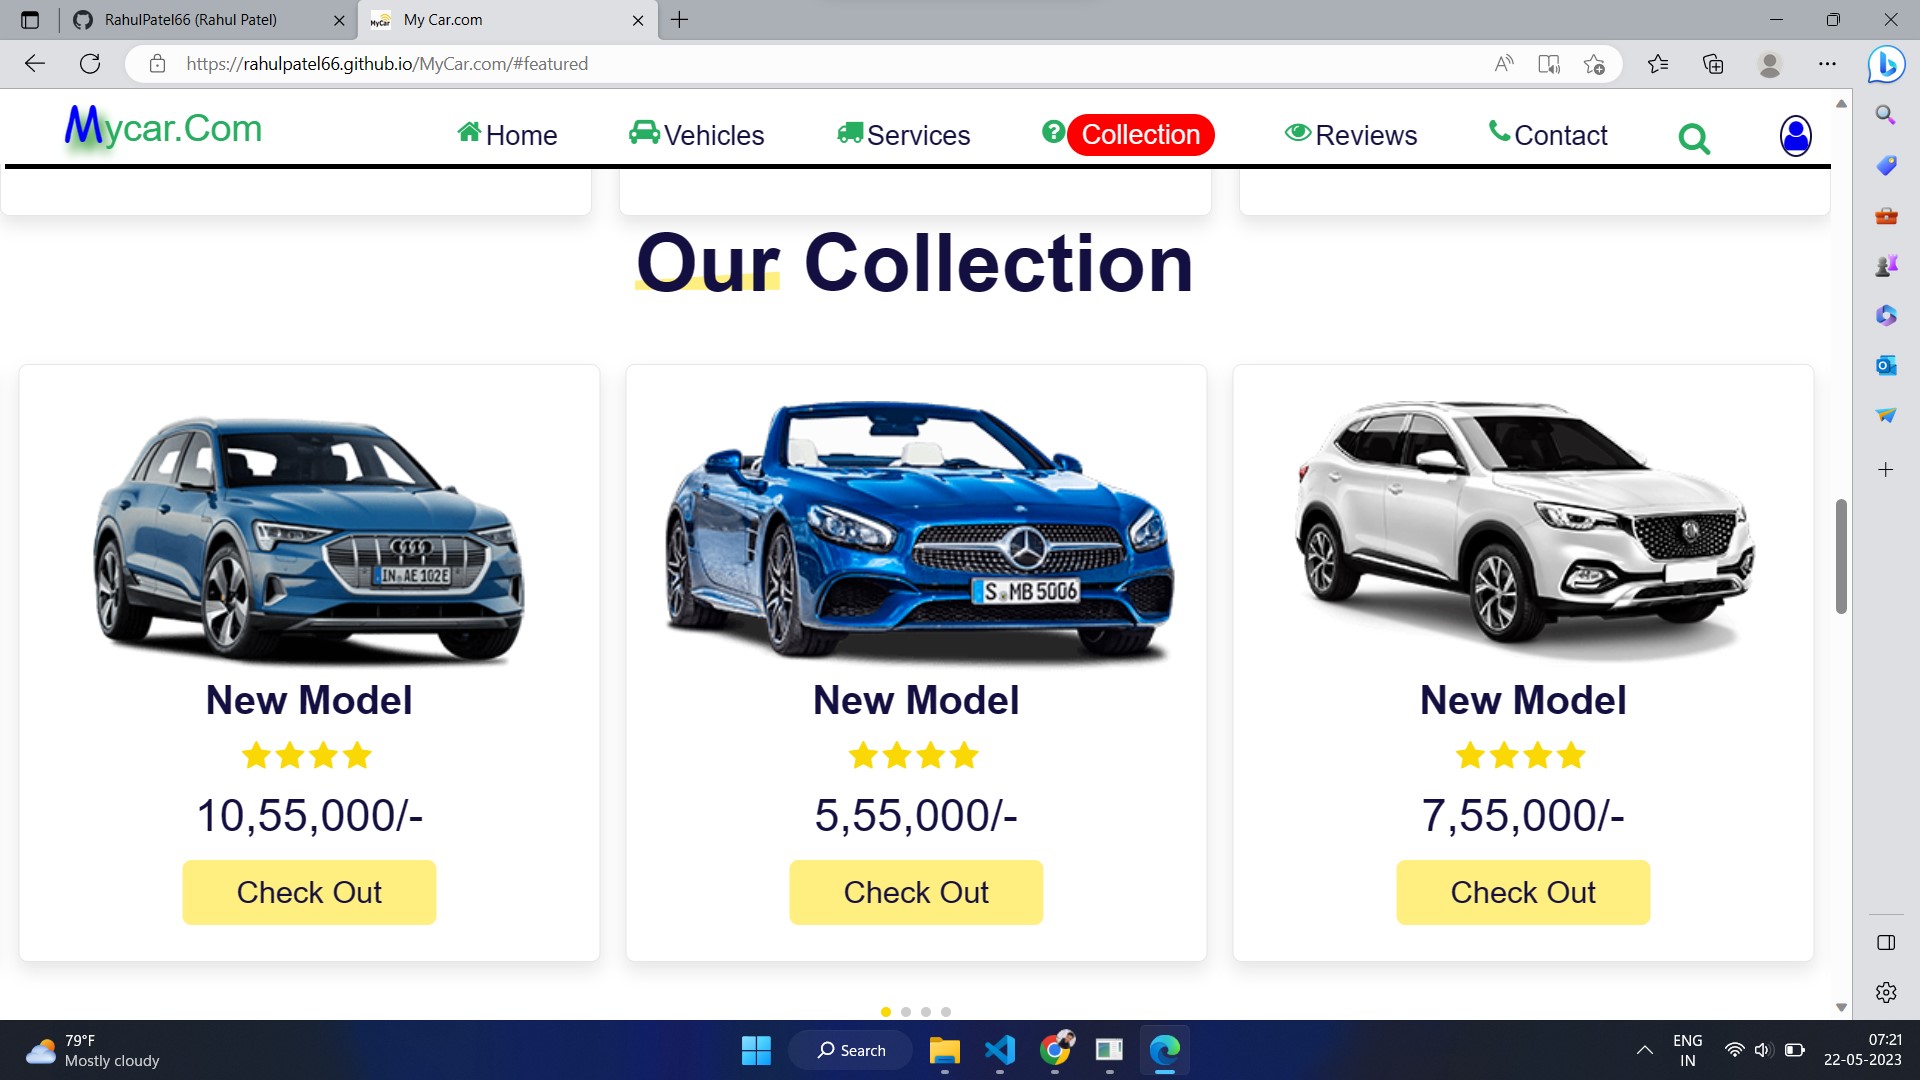 RahulPatel66 (Rahul Patel)
MyCar
My Car.com
https://rahulpatel66.github.io/MyCar.com/#featured
Mycar.Com
Home
Vehicles
Services
Collection
Reviews
Contact
Our Collection
IN AE 102E
S MB 5006
New Model
New Model
New Model
10,55,000/-
5,55,000/-
7,55,000/-
Check Out
Check Out
Check Out
79°F
Mostly cloudy
Search
ENG
IN
07:21
22-05-2023